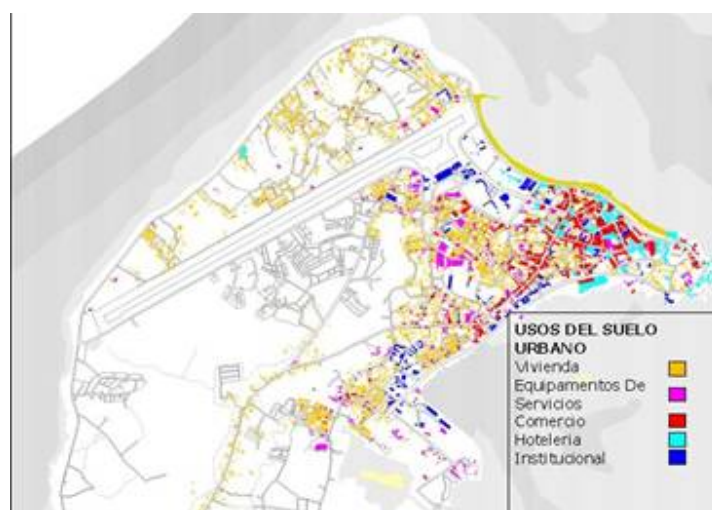 USOS DEL SUELO
URBANO
Vivienda
Equipamentos De
Servicios
Comercio
Hoteleria
Institucional